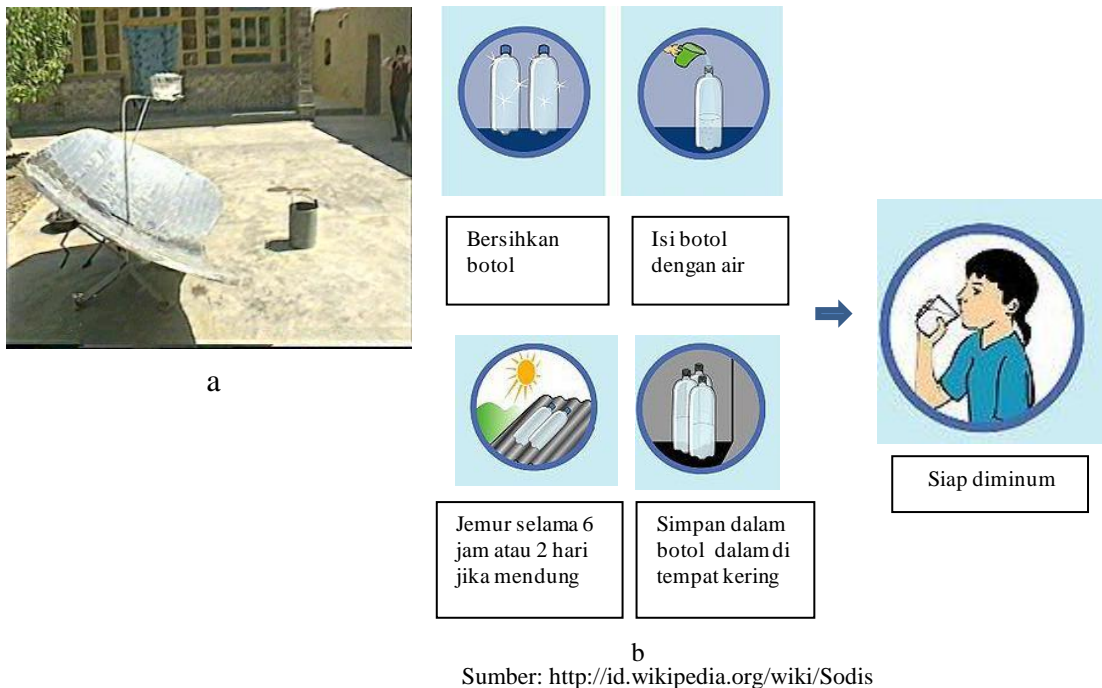 Bersihkan
botol
Isi botol
dengan air
Siap diminum
a
Jemur selama 6
jam atau 2 hari
jika mendung
Simpan dalam
botol dalam di
tempat kering
b
Sumber: http://id.wikipedia.org/wiki/Sodis